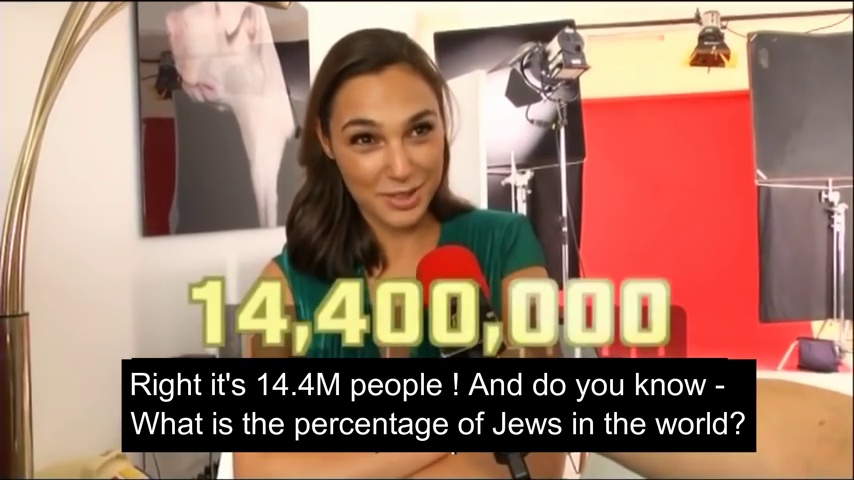 14,400,000
Right it's 14.4M people ! And do you know -
What is the percentage of Jews in the world?